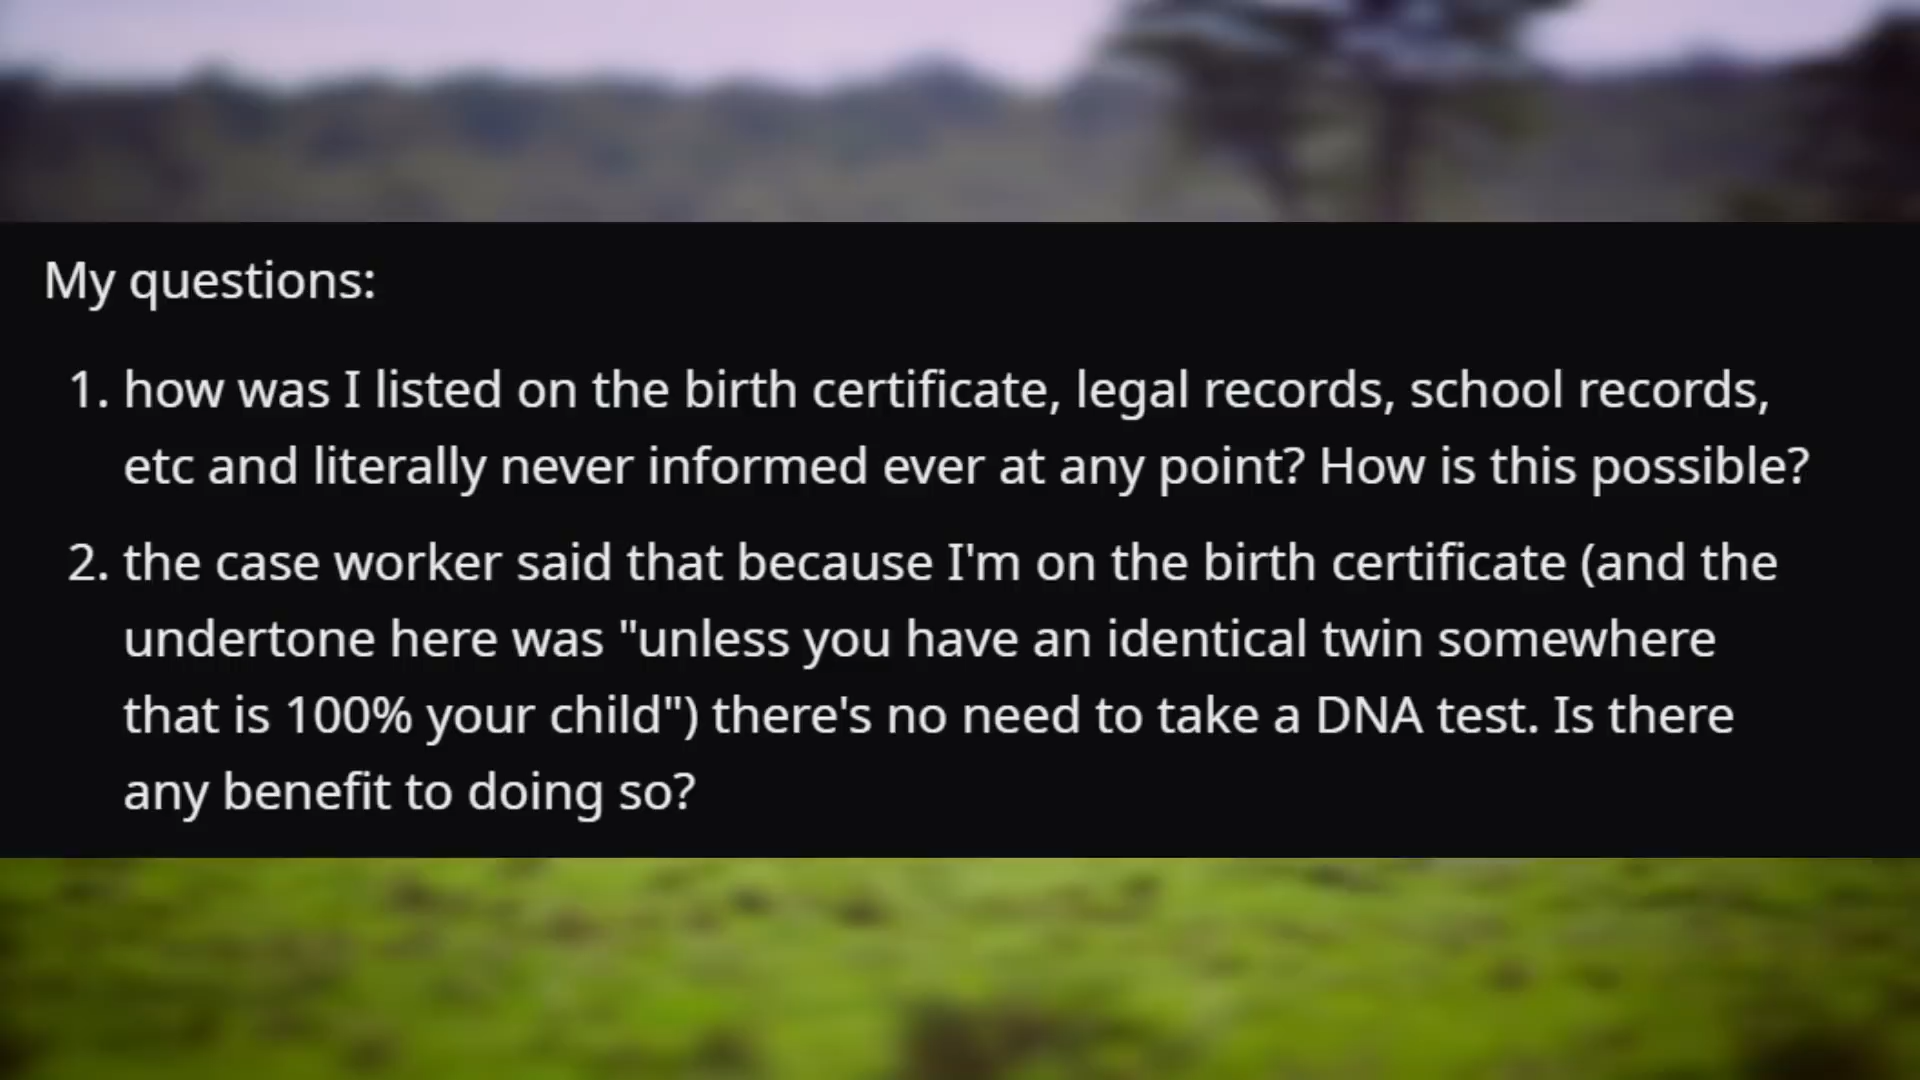 My questions:
1. how was I listed on the birth certificate, legal records, school records,
etc and literally never informed ever at any point? How is this possible?
2. the case worker said that because I'm on the birth certificate (and the
undertone here was "unless you have an identical twin somewhere
that is 100% your child") there's no need to take a DNA test. Is there
any benefit to doing so?